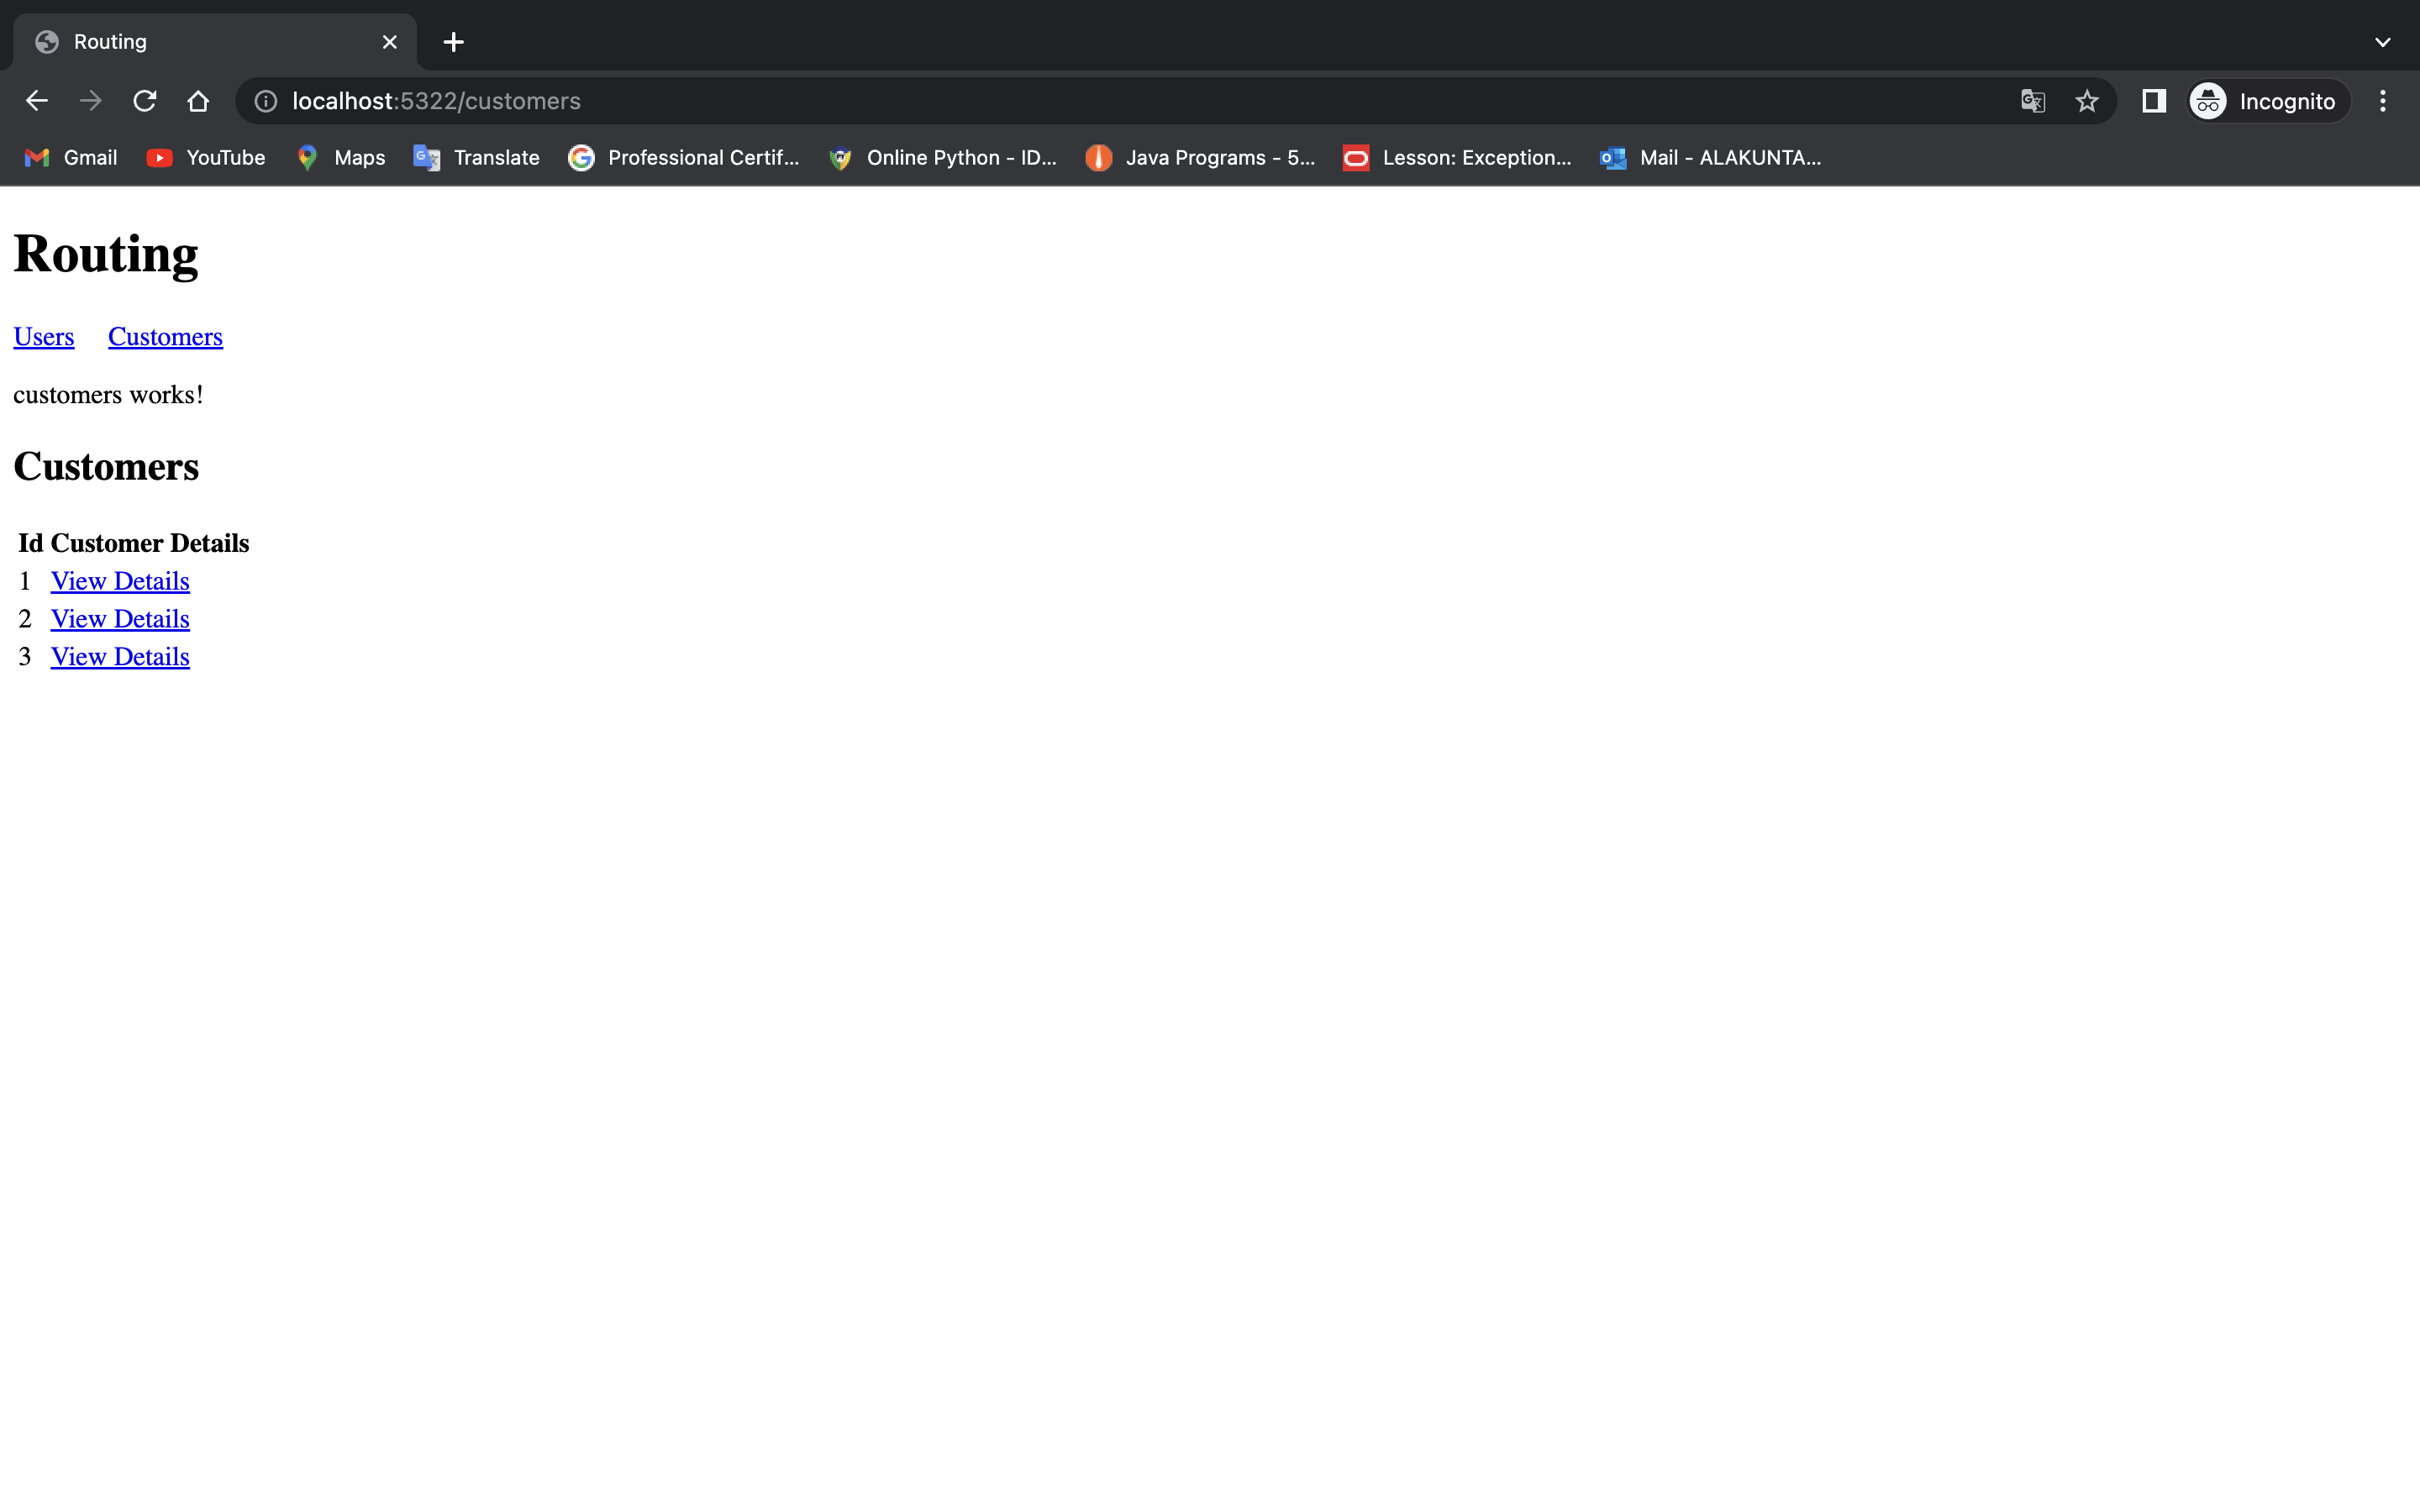 Routing
localhost:5322/customers
Incognito
Gmail YouTube Maps Translate Professional Certif... Online Python - ID... Java Programs - 5... Lesson: Exception... Mail - ALAKUNTA...
Routing
Users Customers
customers works!
Customers
Id Customer Details
1 View Details
2 View Details
3 View Details